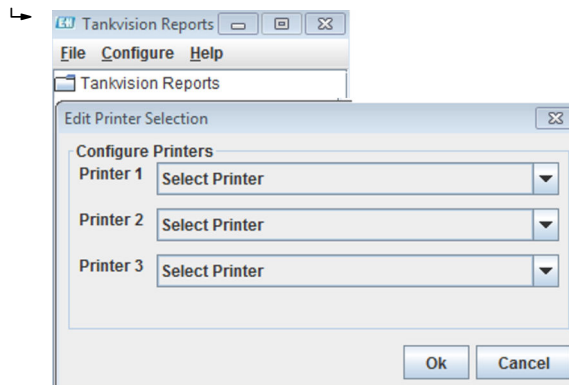 Tankvision Reports
File Configure Help
Tankvision Reports
Edit Printer Selection
Configure Printers
Printer 1 Select Printer
Printer 2 Select Printer
Printer 3 Select Printer
Ok Cancel